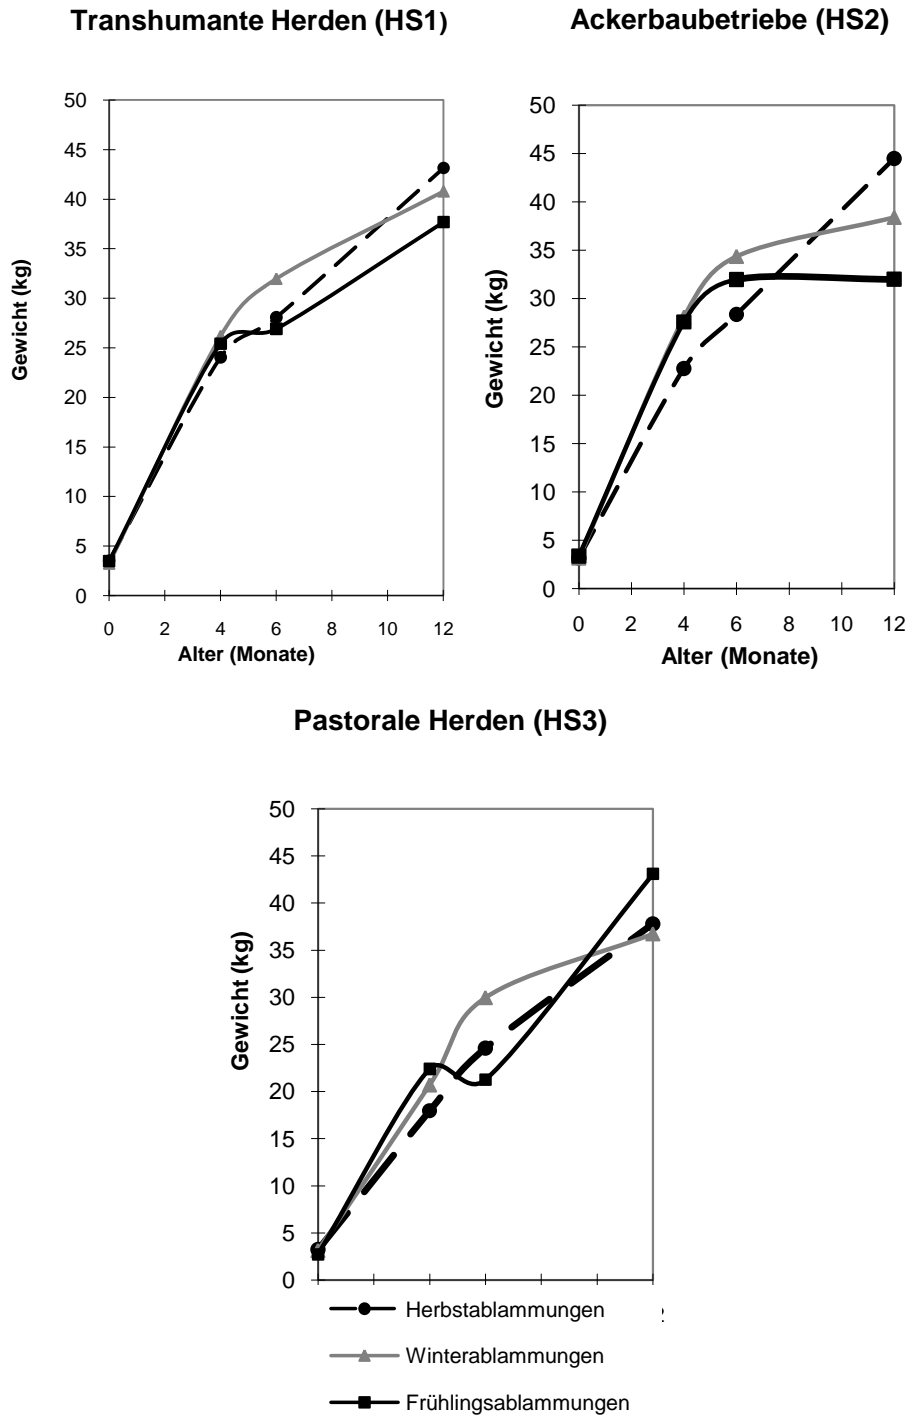 Transhumante Herden (HS1)
Ackerbaubetriebe (HS2)
50
45
40
35
30
25
20
15
10
5
0
Gewicht (kg)
0 2 4 6 8 10 12
Alter (Monate)
50
45
40
35
30
25
20
15
10
5
0
Gewicht (kg)
0 2 4 6 8 10 12
Alter (Monate)
Pastorale Herden (HS3)
50
45
40
35
30
25
20
15
10
5
0
Gewicht (kg)
Herbstablammungen
Winterablammungen
Frühlingsablammungen